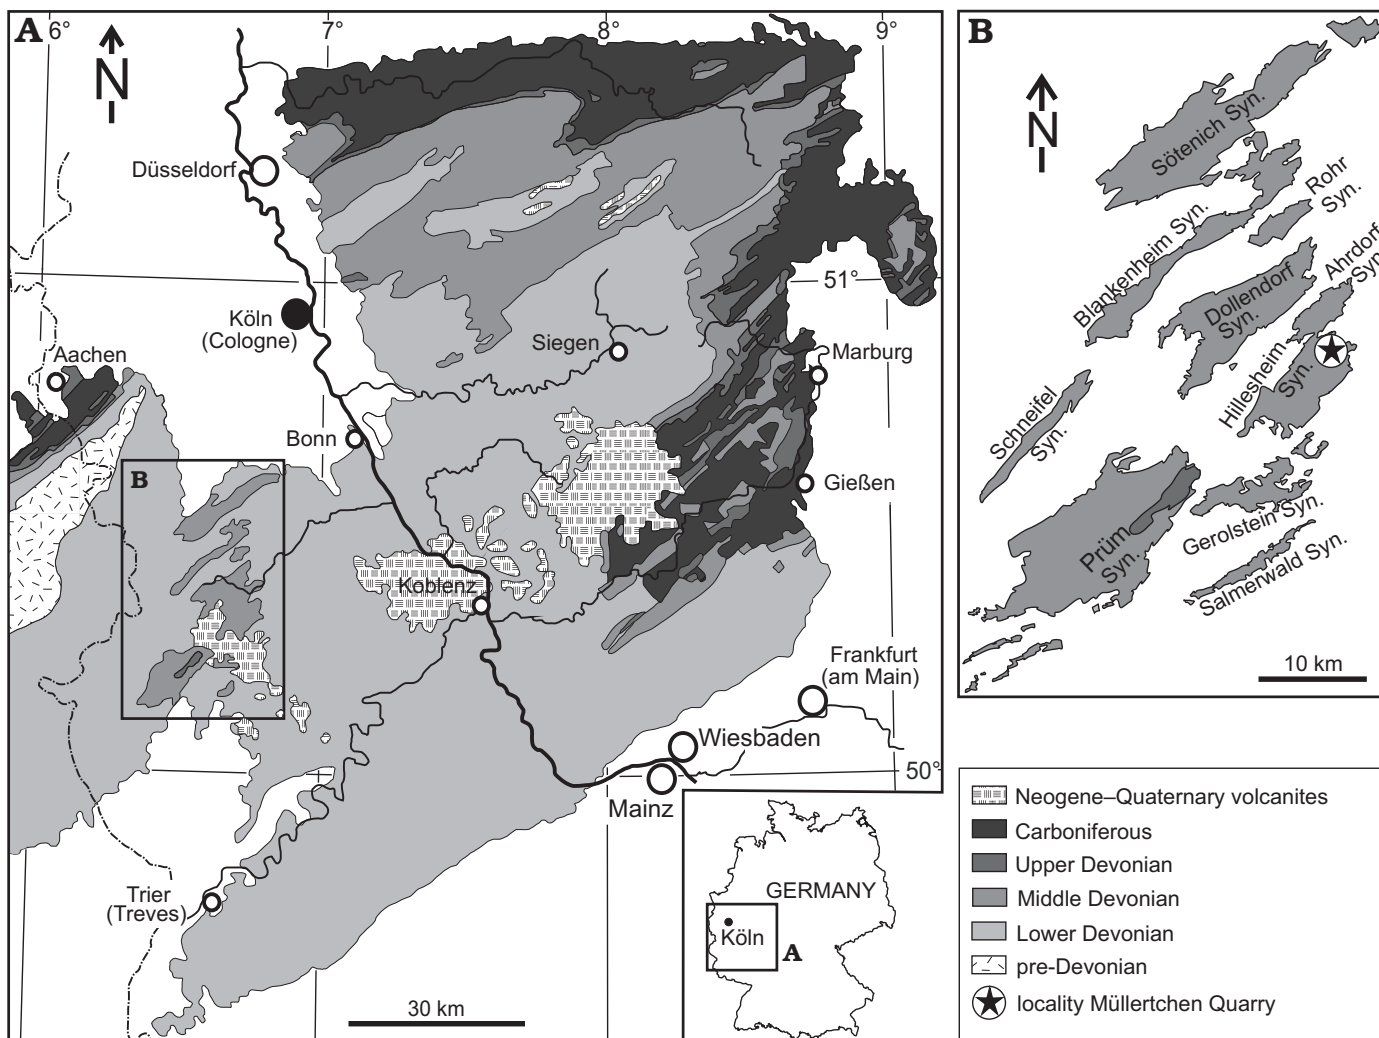 A
6°
7°
8°
9°
N
Düsseldorf
51°
Köln
(Cologne)
Aachen
Siegen
Marburg
Bonn
B
Gießen
Koblenz
Frankfurt
(am Main)
Wiesbaden
50°
Mainz
Trier
(Treves)
30 km
GERMANY
Köln
A
B
N
Sötenich Syn.
Rohr
Syn.
Blankenheim Syn.
Ahrdorf
Syn.
Dollendorf
Syn.
Hillesheim
Syn.
Schneifel
Syn.
Prüm
Syn.
Gerolstein Syn.
Salmerwald Syn.
10 km
Neogene–Quaternary volcanites
Carboniferous
Upper Devonian
Middle Devonian
Lower Devonian
pre-Devonian
locality Müllertchen Quarry